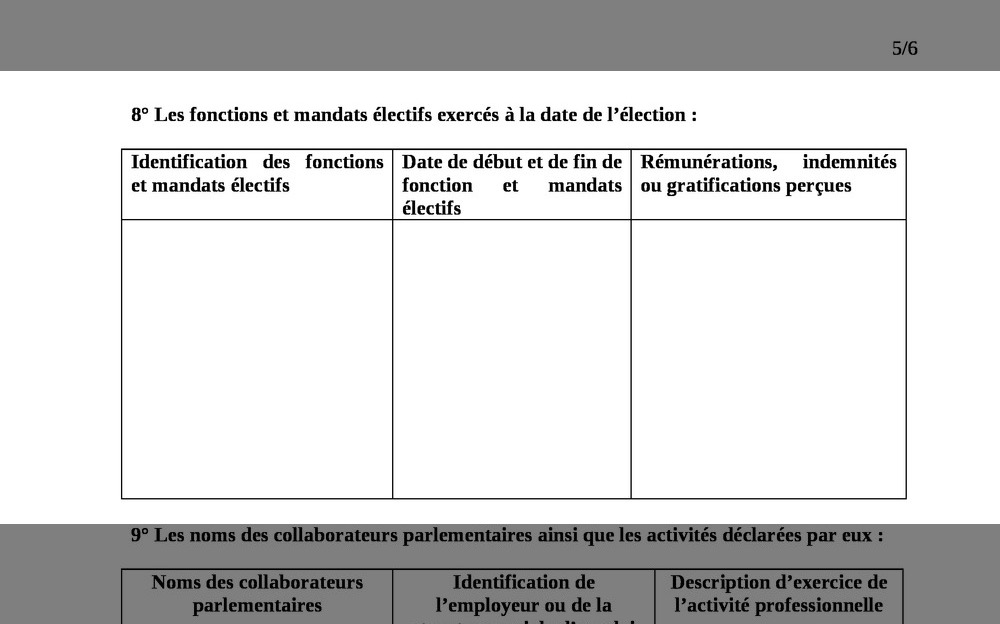 5/6
8° Les fonctions et mandats électifs exercés à la date de l’élection :
Identification des fonctions
et mandats électifs
Date de début et de fin de
fonction et mandats
électifs
Rémunérations, indemnités
ou gratifications perçues
9° Les noms des collaborateurs parlementaires ainsi que les activités déclarées par eux :
Noms des collaborateurs
parlementaires
Identification de
l’employeur ou de la
Description d’exercice de
l’activité professionnelle